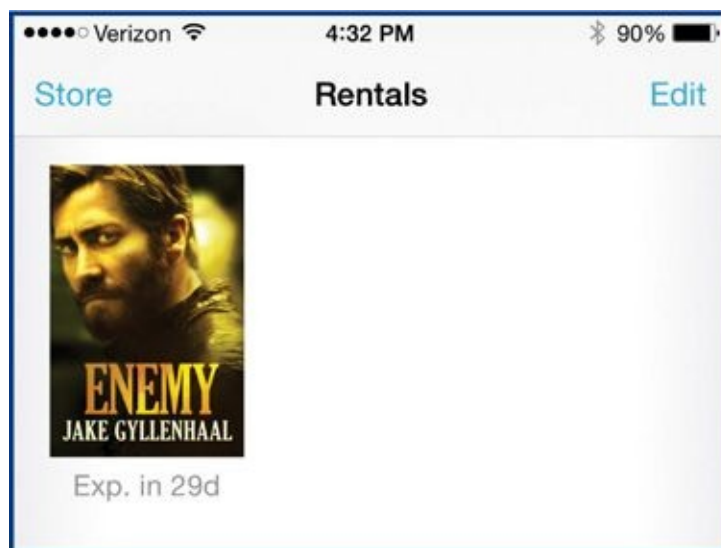 Verizon 4:32 PM 90%
Store Rentals Edit
ENEMY
JAKE GYLLENHAAL
Exp. in 29d